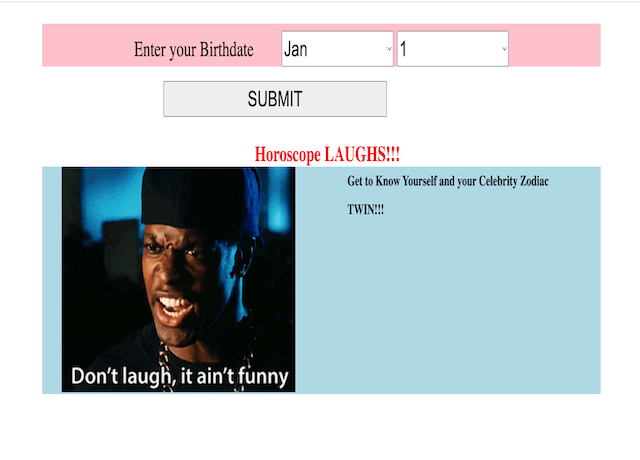 Enter your Birthdate Jan 1
SUBMIT
Horoscope LAUGHS!!!
Get to Know Yourself and your Celebrity Zodiac
TWIN!!!
Don't laugh, it ain't funny